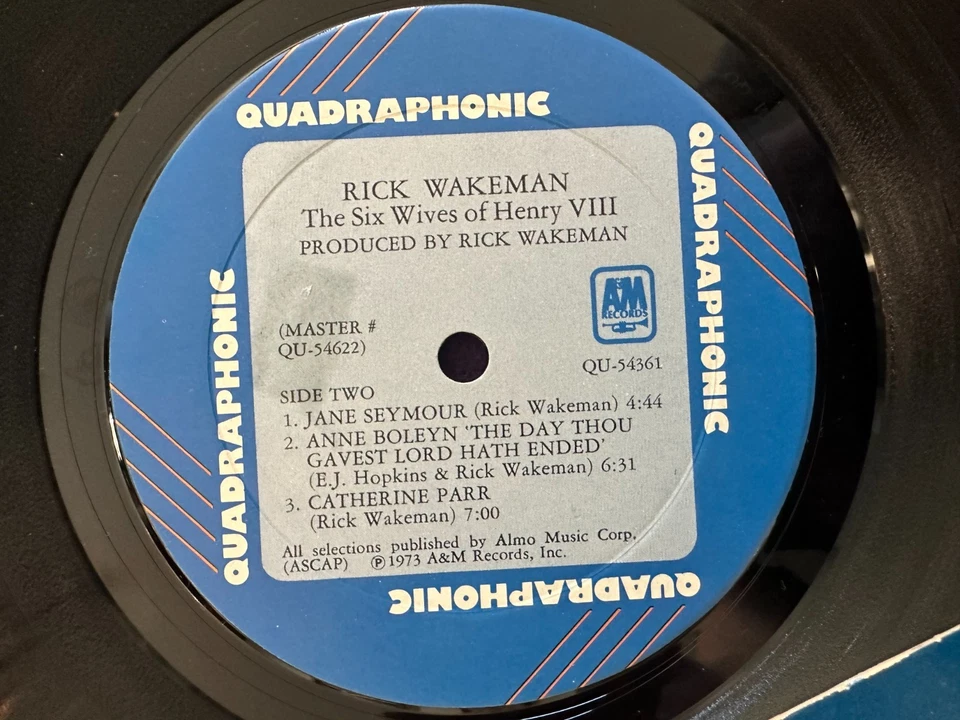 QUADRAPHONIC
RICK WAKEMAN
The Six Wives of Henry VIII
PRODUCED BY RICK WAKEMAN
(MASTER #
QU-54622)
A&M
RECORDS
QU-54361
SIDE TWO
1. JANE SEYMOUR (Rick Wakeman) 4:44
2. ANNE BOLEYN ‘THE DAY THOU
GAVEST LORD HATH ENDED’
(E.J. Hopkins & Rick Wakeman) 6:31
3. CATHERINE PARR
(Rick Wakeman) 7:00
All selections published by Almo Music Corp.
(ASCAP) ℗1973 A&M Records, Inc.
QUADRAPHONIC
QUADRAPHONIC
QUADRAPHONIC